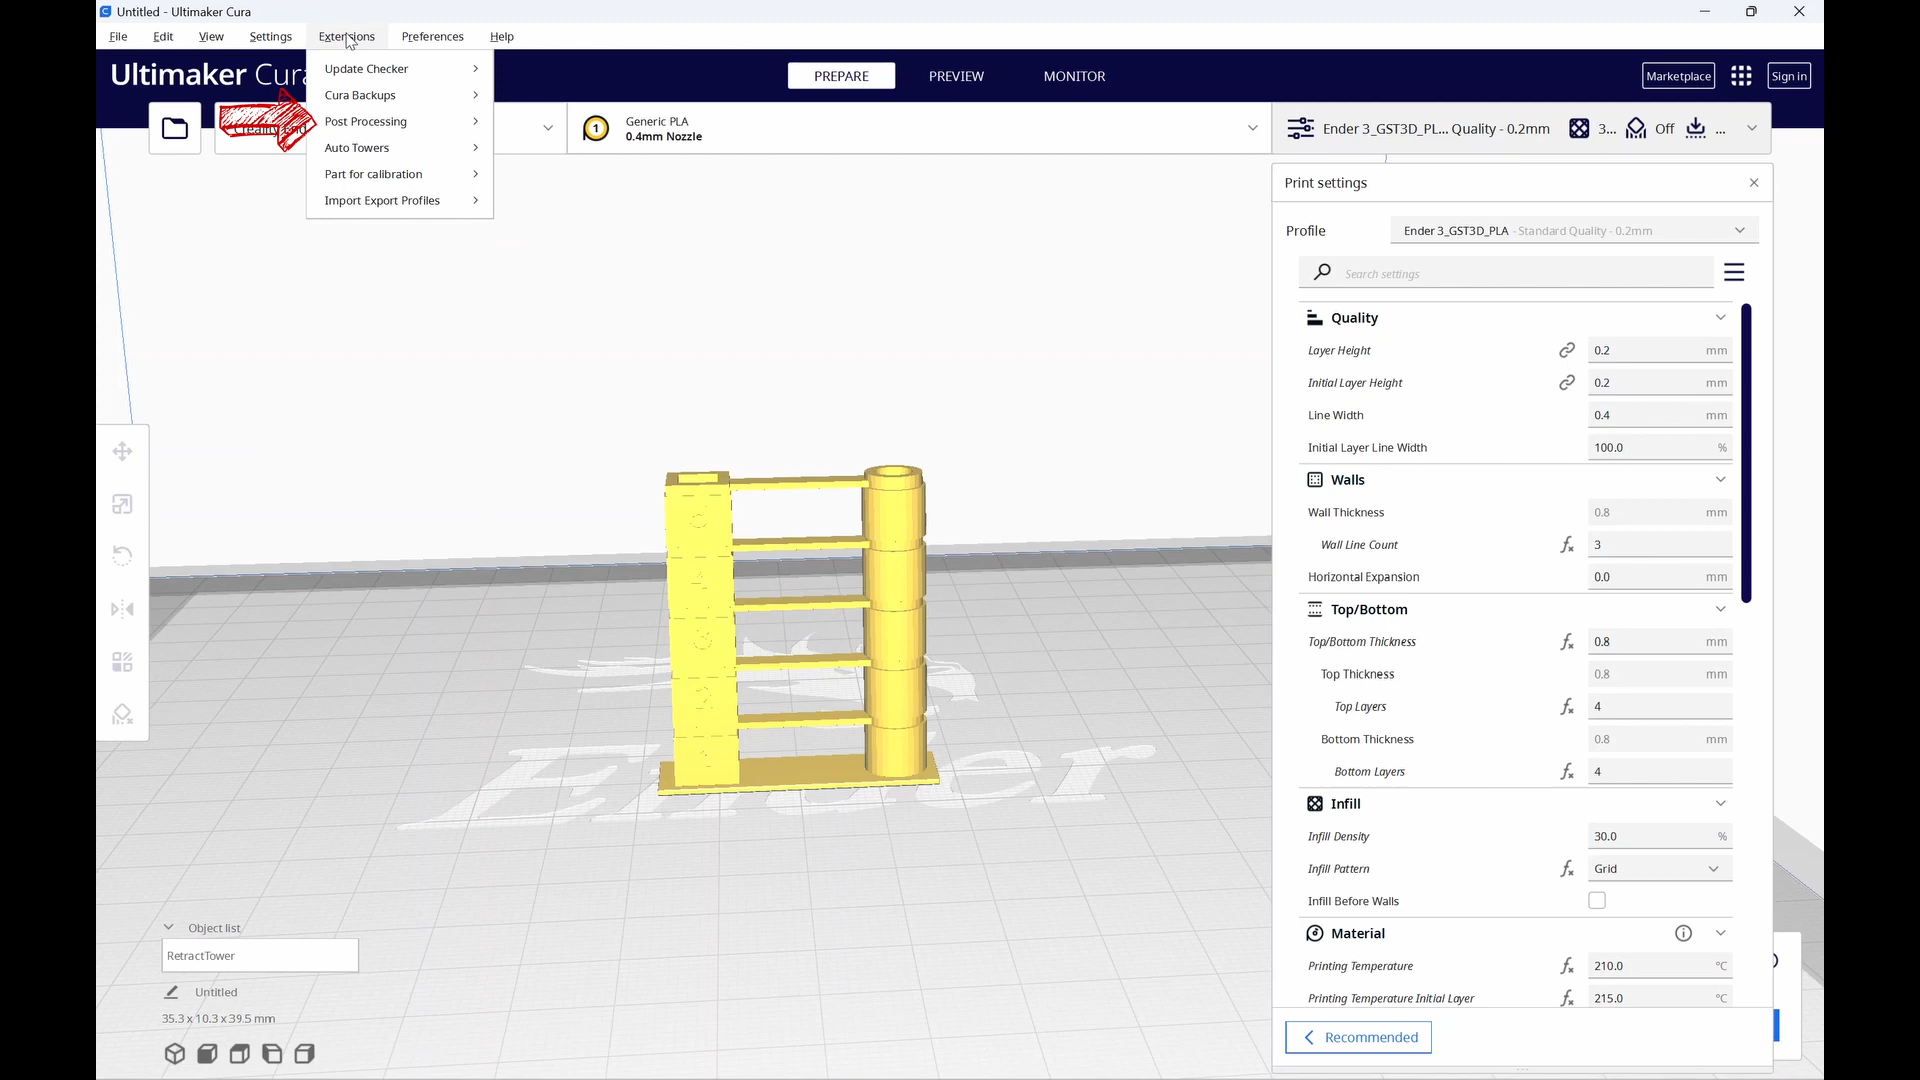 Untitled - Ultimaker Cura
File Edit View Settings Extensions Preferences Help
Ultimaker Cura
PREPARE PREVIEW MONITOR
Marketplace Sign in
Update Checker
Cura Backups
Post Processing
Auto Towers
Part for calibration
Import Export Profiles
1
Generic PLA
0.4mm Nozzle
Ender 3_GST3D_PL... Quality - 0.2mm 3... Off ...
Print settings
Profile Ender 3_GST3D_PLA - Standard Quality - 0.2mm
Search settings
Quality
Layer Height 0.2 mm
Initial Layer Height 0.2 mm
Line Width 0.4 mm
Initial Layer Line Width 100.0 %
Walls
Wall Thickness 0.8 mm
Wall Line Count 3
Horizontal Expansion 0.0 mm
Top/Bottom
Top/Bottom Thickness 0.8 mm
Top Thickness 0.8 mm
Top Layers 4
Bottom Thickness 0.8 mm
Bottom Layers 4
Infill
Infill Density 30.0 %
Infill Pattern Grid
Infill Before Walls
Material
Printing Temperature 210.0 °C
Printing Temperature Initial Layer 215.0 °C
Recommended
Ender
Object list
RetractTower
Untitled
35.3 x 10.3 x 39.5 mm